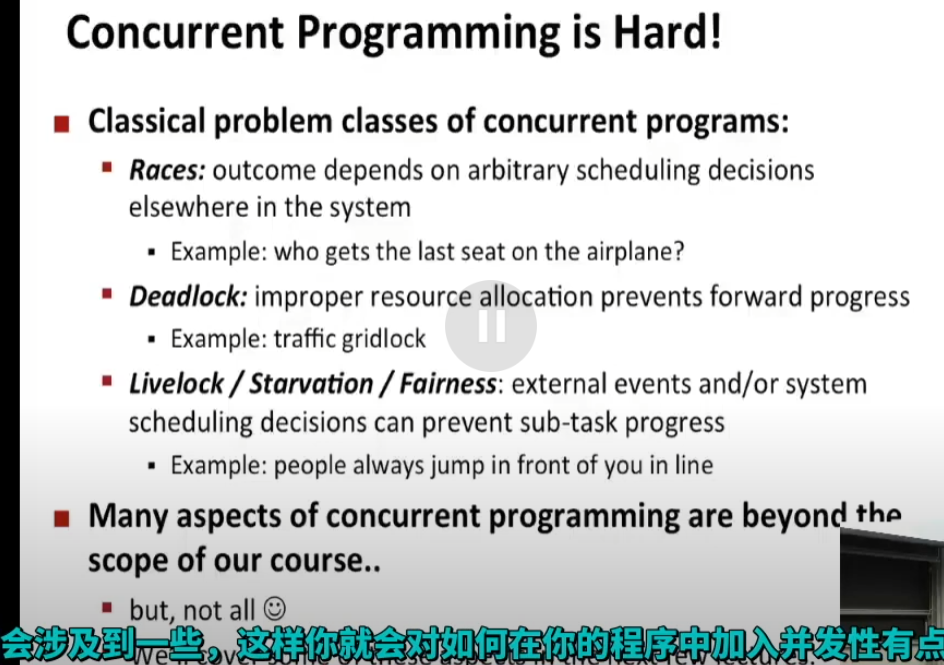 Concurrent Programming is Hard!
■ Classical problem classes of concurrent programs:
▪ Races: outcome depends on arbitrary scheduling decisions
elsewhere in the system
▪ Example: who gets the last seat on the airplane?
▪ Deadlock: improper resource allocation prevents forward progress
▪ Example: traffic gridlock
▪ Livelock / Starvation / Fairness: external events and/or system
scheduling decisions can prevent sub-task progress
▪ Example: people always jump in front of you in line
■ Many aspects of concurrent programming are beyond the
scope of our course..
▪ but, not all ☺
会涉及到一些，这样你就会对如何在你的程序中加入并发性有点